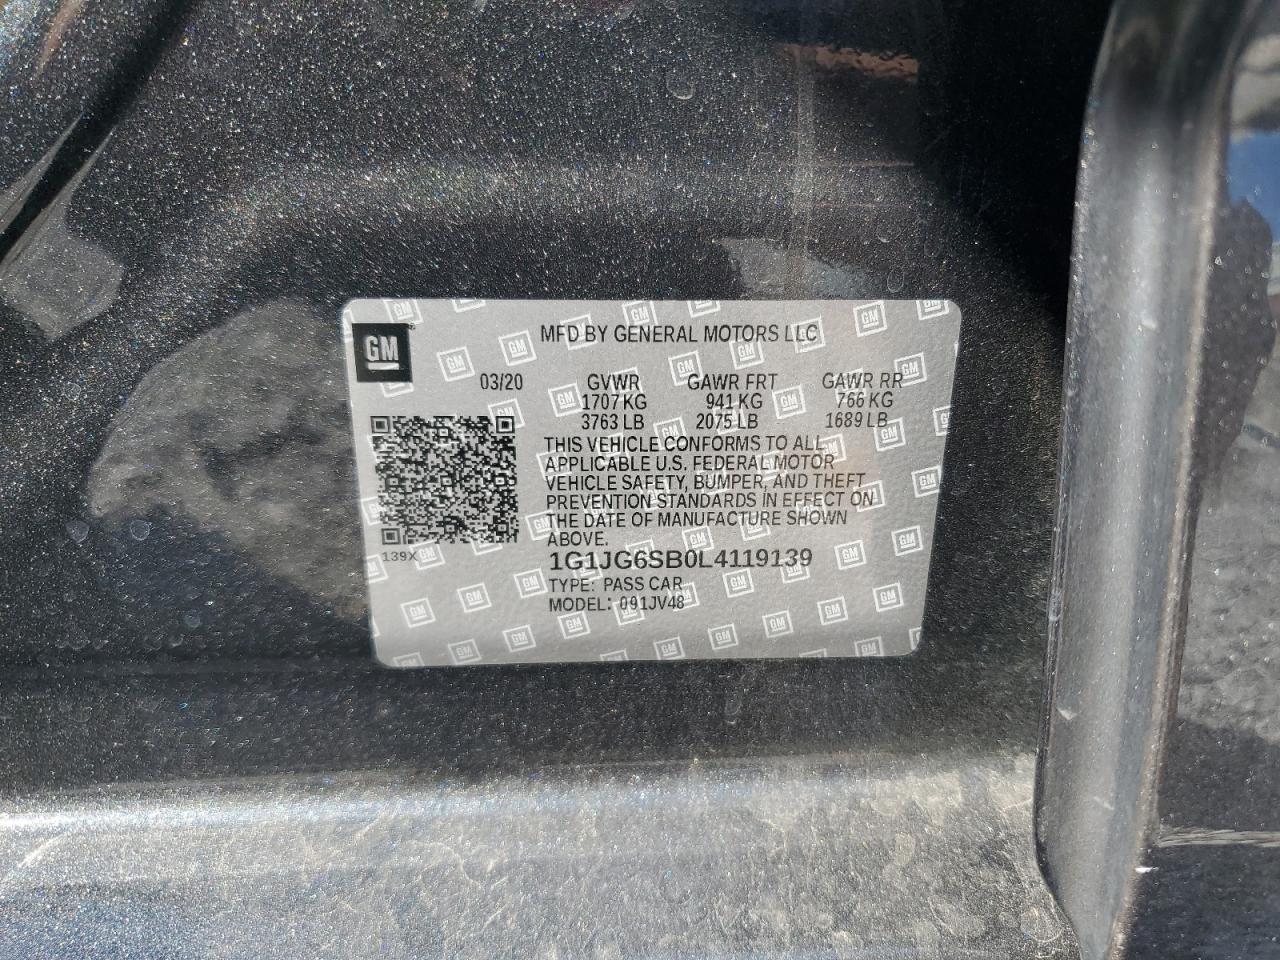 GM
MFD BY GENERAL MOTORS LLC
03/20 GVWR GAWR FRT GAWR RR
1707 KG 941 KG 766 KG
3763 LB 2075 LB 1689 LB
THIS VEHICLE CONFORMS TO ALL
APPLICABLE U.S. FEDERAL MOTOR
VEHICLE SAFETY, BUMPER, AND THEFT
PREVENTION STANDARDS IN EFFECT ON
THE DATE OF MANUFACTURE SHOWN
ABOVE.
139X
1G1JG6SB0L4119139
TYPE: PASS CAR
MODEL: 091JV48